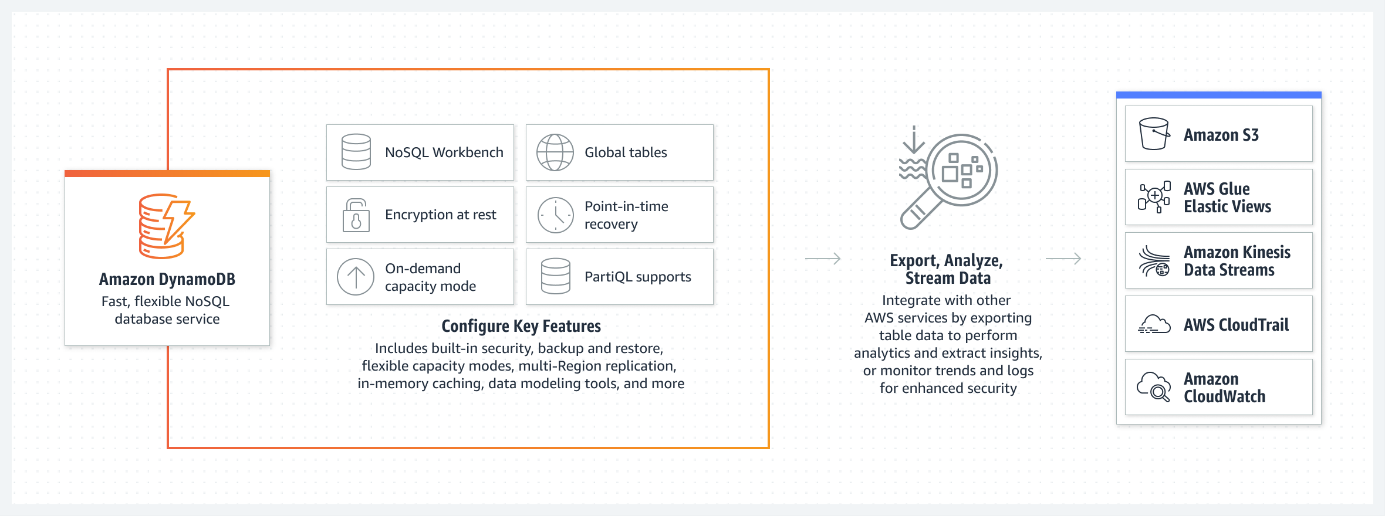 Amazon DynamoDB
Fast, flexible NoSQL
database service
NoSQL Workbench
Global tables
Encryption at rest
Point-in-time
recovery
On-demand
capacity mode
PartiQL supports
Configure Key Features
Includes built-in security, backup and restore,
flexible capacity modes, multi-Region replication,
in-memory caching, data modeling tools, and more
Export, Analyze,
Stream Data
Integrate with other
AWS services by exporting
table data to perform
analytics and extract insights,
or monitor trends and logs
for enhanced security
Amazon S3
AWS Glue
Elastic Views
Amazon Kinesis
Data Streams
AWS CloudTrail
Amazon
CloudWatch